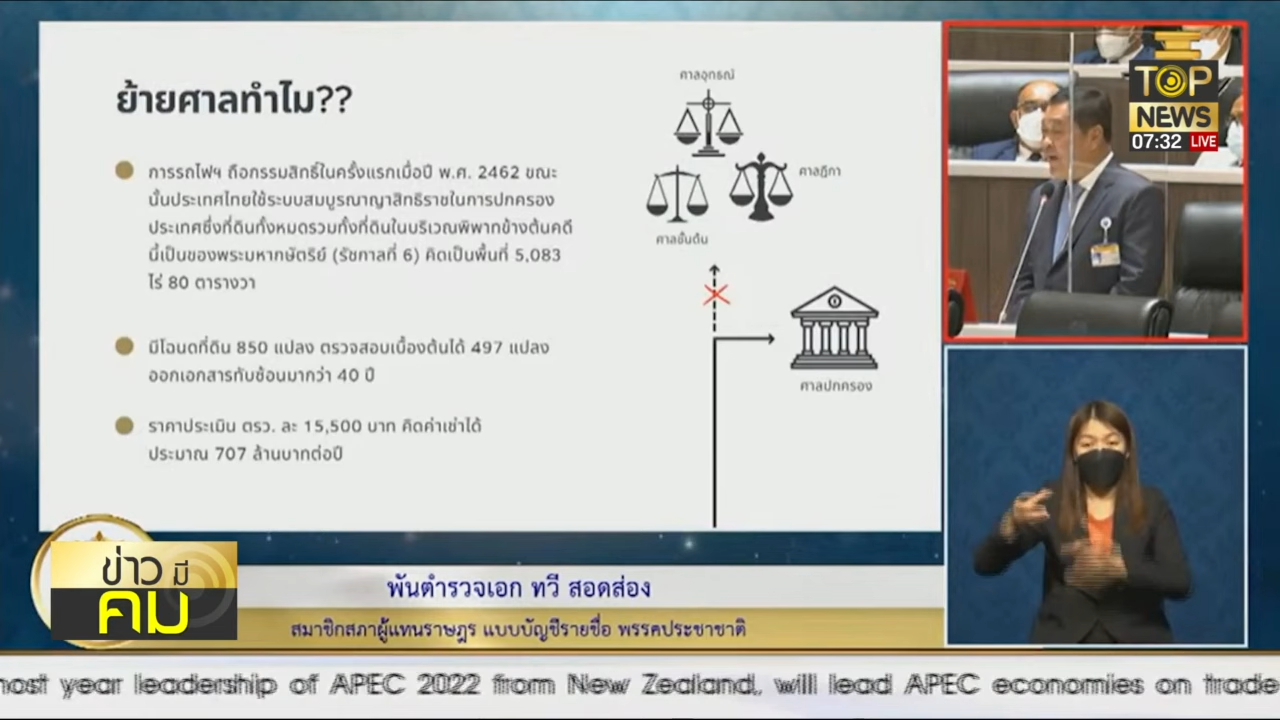 ย้ายศาลทำไม??
การรถไฟฯ ถือกรรมสิทธิ์ในครั้งแรกเมื่อปี พ.ศ. 2462 ขณะ
นั้นประเทศไทยใช้ระบบสมบูรณาญาสิทธิราชในการปกครอง
ประเทศซึ่งที่ดินทั้งหมดรวมทั้งที่ดินในบริเวณพิพาทข้างต้นคดี
นี้เป็นของพระมหากษัตริย์ (รัชกาลที่ 6) คิดเป็นพื้นที่ 5,083
ไร่ 80 ตารางวา
มีโฉนดที่ดิน 850 แปลง ตรวจสอบเบื้องต้นได้ 497 แปลง
ออกเอกสารทับซ้อนมากว่า 40 ปี
ราคาประเมิน ตรว. ละ 15,500 บาท คิดค่าเช่าได้
ประมาณ 707 ล้านบาทต่อปี
ศาลอุทธรณ์
ศาลฎีกา
ศาลชั้นต้น
ศาลปกครอง
TOP
NEWS
07:32 LIVE
ข่าวมี
คม
พันตำรวจเอก ทวี สอดส่อง
สมาชิกสภาผู้แทนราษฎร แบบบัญชีรายชื่อ พรรคประชาชาติ
host year leadership of APEC 2022 from New Zealand, will lead APEC economies on trade